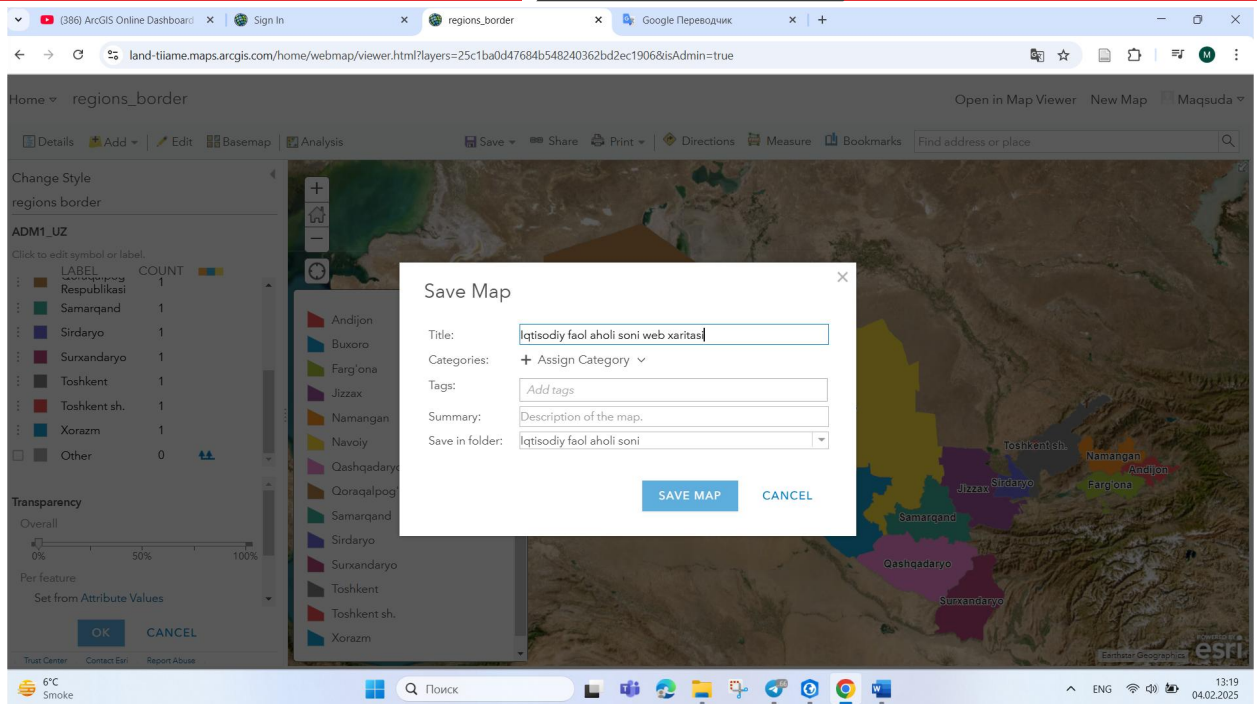 (386) ArcGIS Online Dashboard
Sign In
regions_border
Google Переводчик
land-tiiame.maps.arcgis.com/home/webmap/viewer.html?layers=25c1ba0d47684b548240362bd2ec1906&isAdmin=true
M
Home regions_border
Open in Map Viewer New Map Maqsuda
Details Add Edit Basemap Analysis
Save Share Print Directions Measure Bookmarks Find address or place
Change Style
regions border
ADM1_UZ
Click to edit symbol or label.
LABEL COUNT
Respublikasi 1
Samarqand 1
Sirdaryo 1
Surxandaryo 1
Toshkent 1
Toshkent sh. 1
Xorazm 1
Other 0
Transparency
Overall
0% 50% 100%
Per feature
Set from Attribute Values
OK CANCEL
Trust Center Contact Esri Report Abuse
Andijon
Buxoro
Farg'ona
Jizzax
Namangan
Navoiy
Qashqadaryo
Qoraqalpog'
Samarqand
Sirdaryo
Surxandaryo
Toshkent
Toshkent sh.
Xorazm
Save Map
Title: Iqtisodiy faol aholi soni web xaritasi
Categories: + Assign Category
Tags: Add tags
Summary: Description of the map.
Save in folder: Iqtisodiy faol aholi soni
SAVE MAP CANCEL
Toshkent sh.
Namangan
Andijon
Farg'ona
Sirdaryo
Jizzax
Samarqand
Qashqadaryo
Surxandaryo
Earthstar Geographics
POWERED BY
esri
6°C
Smoke
Поиск
ENG
13:19
04.02.2025